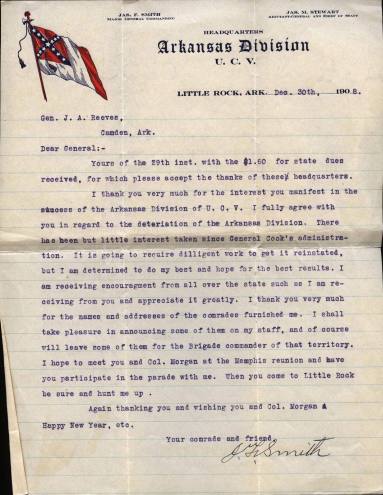 JAS. F. SMITH
MAJOR GENERAL COMMANDING
JAS. M. STEWART
ADJUTANT-GENERAL AND CHIEF OF STAFF
HEADQUARTERS
Arkansas Division
U. C. V.
LITTLE ROCK, ARK. Dec. 30th, 1908.
Gen. J. A. Reeves,
Camden, Ark.
Dear General:-
Yours of the 29th inst. with the $1.60 for state dues
received, for which please accept the thanks of these headquarters.
I thank you very much for the interest you manifest in the
success of the Arkansas Division of U. C. V. I fully agree with
you in regard to the deteriation of the Arkansas Division. There
has been but little interest taken since General Cook's administra-
tion. It is going to require dilligent work to get it reinstated,
but I am determined to do my best and hope for the best results. I
am receiving encouragment from all over the state such as I am re-
ceiving from you and appreciate it greatly. I thank you very much
for the names and addresses of the comrades furnished me. I shall
take pleasure in announcing some of them on my staff, and of course
will leave some of them for the Brigade commander of that territory.
I hope to meet you and Col. Morgan at the Memphis reunion and have
you participate in the parade with me. When you come to Little Rock
be sure and hunt me up .
Again thanking you and wishing you and Col. Morgan a
Happy New Year, etc.
Your comrade and friend,
J. F. Smith